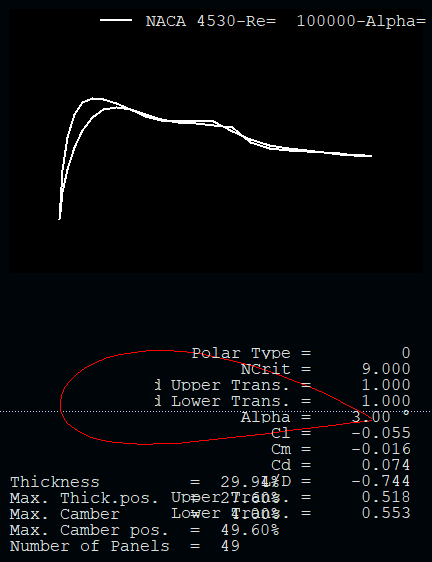 NACA 4530-Re= 100000-Alpha=
Polar Type = 0
NCrit = 9.000
d Upper Trans. = 1.000
d Lower Trans. = 1.000
Alpha = 3.00 °
Cl = -0.055
Cm = -0.016
Cd = 0.074
L/D = -0.744
Upper Trans. = 0.518
Lower Trans. = 0.553
Thickness = 29.94%
Max. Thick.pos. = 27.60%
Max. Camber = 4.00%
Max. Camber pos. = 49.60%
Number of Panels = 49